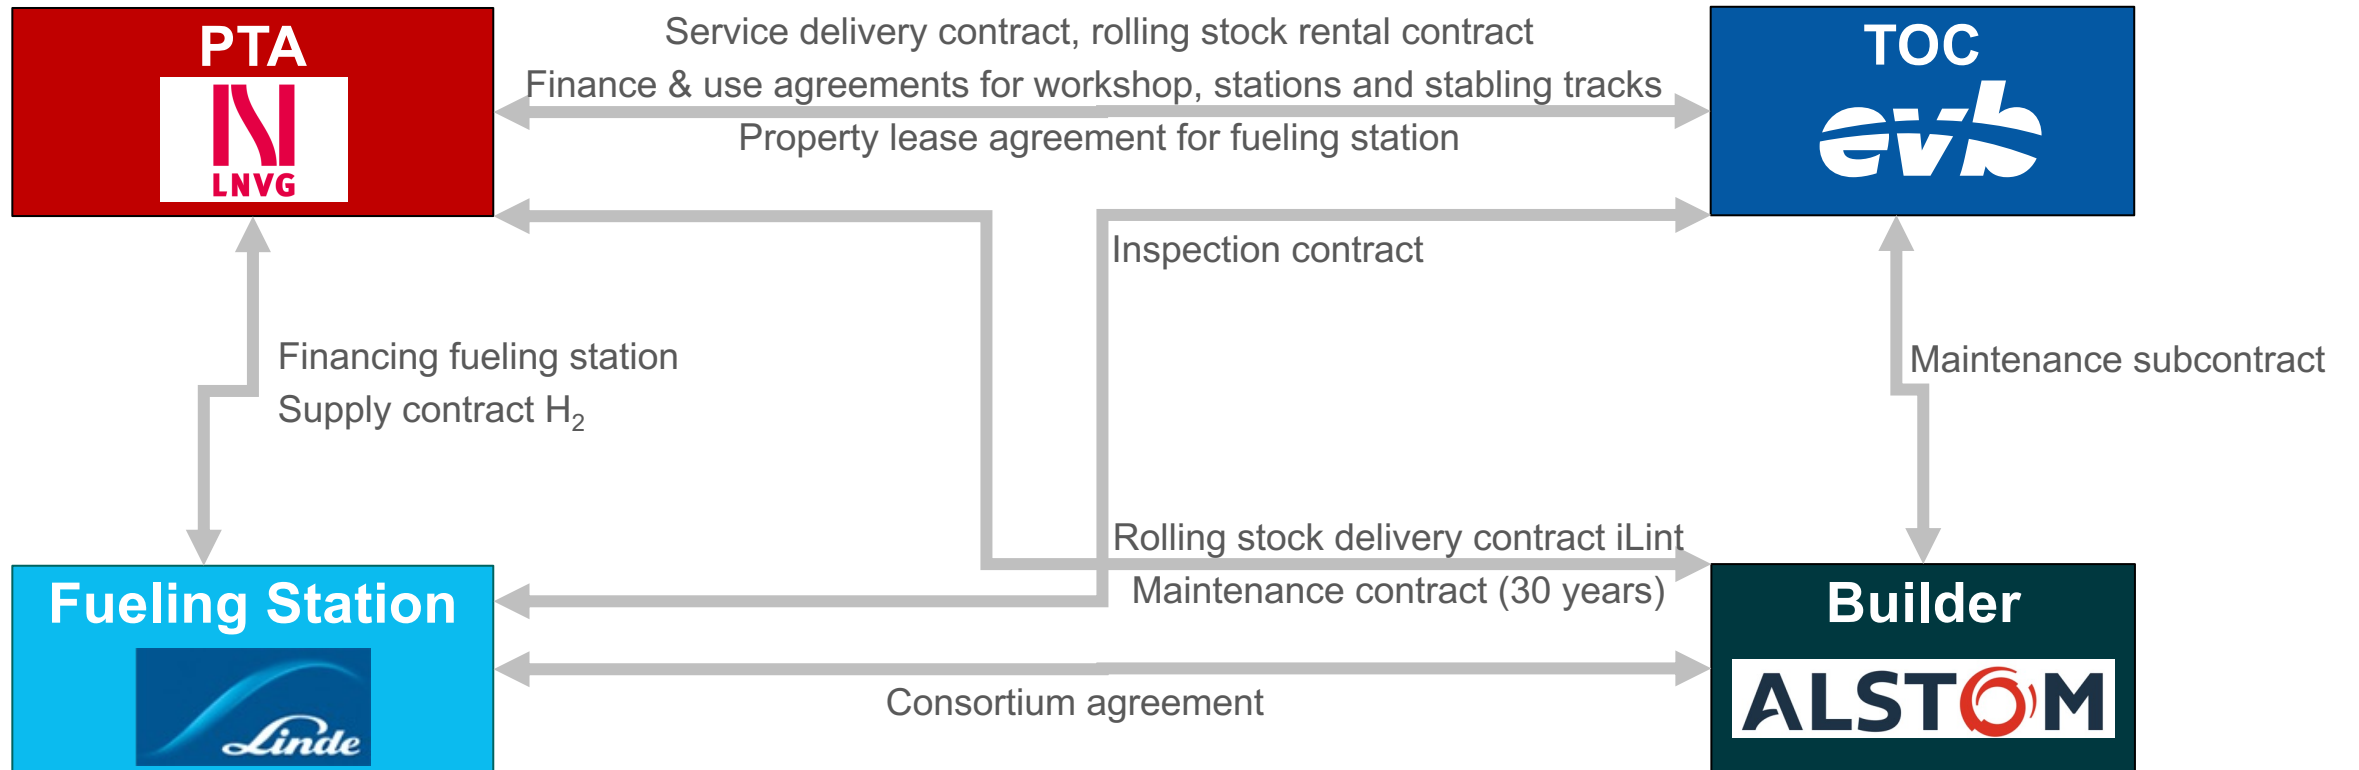 PTA
LNVG
Service delivery contract, rolling stock rental contract
Finance & use agreements for workshop, stations and stabling tracks
Property lease agreement for fueling station
TOC
evb
Inspection contract
Financing fueling station
Supply contract H₂
Maintenance subcontract
Rolling stock delivery contract iLint
Maintenance contract (30 years)
Fueling Station
Linde
Consortium agreement
Builder
ALSTOM